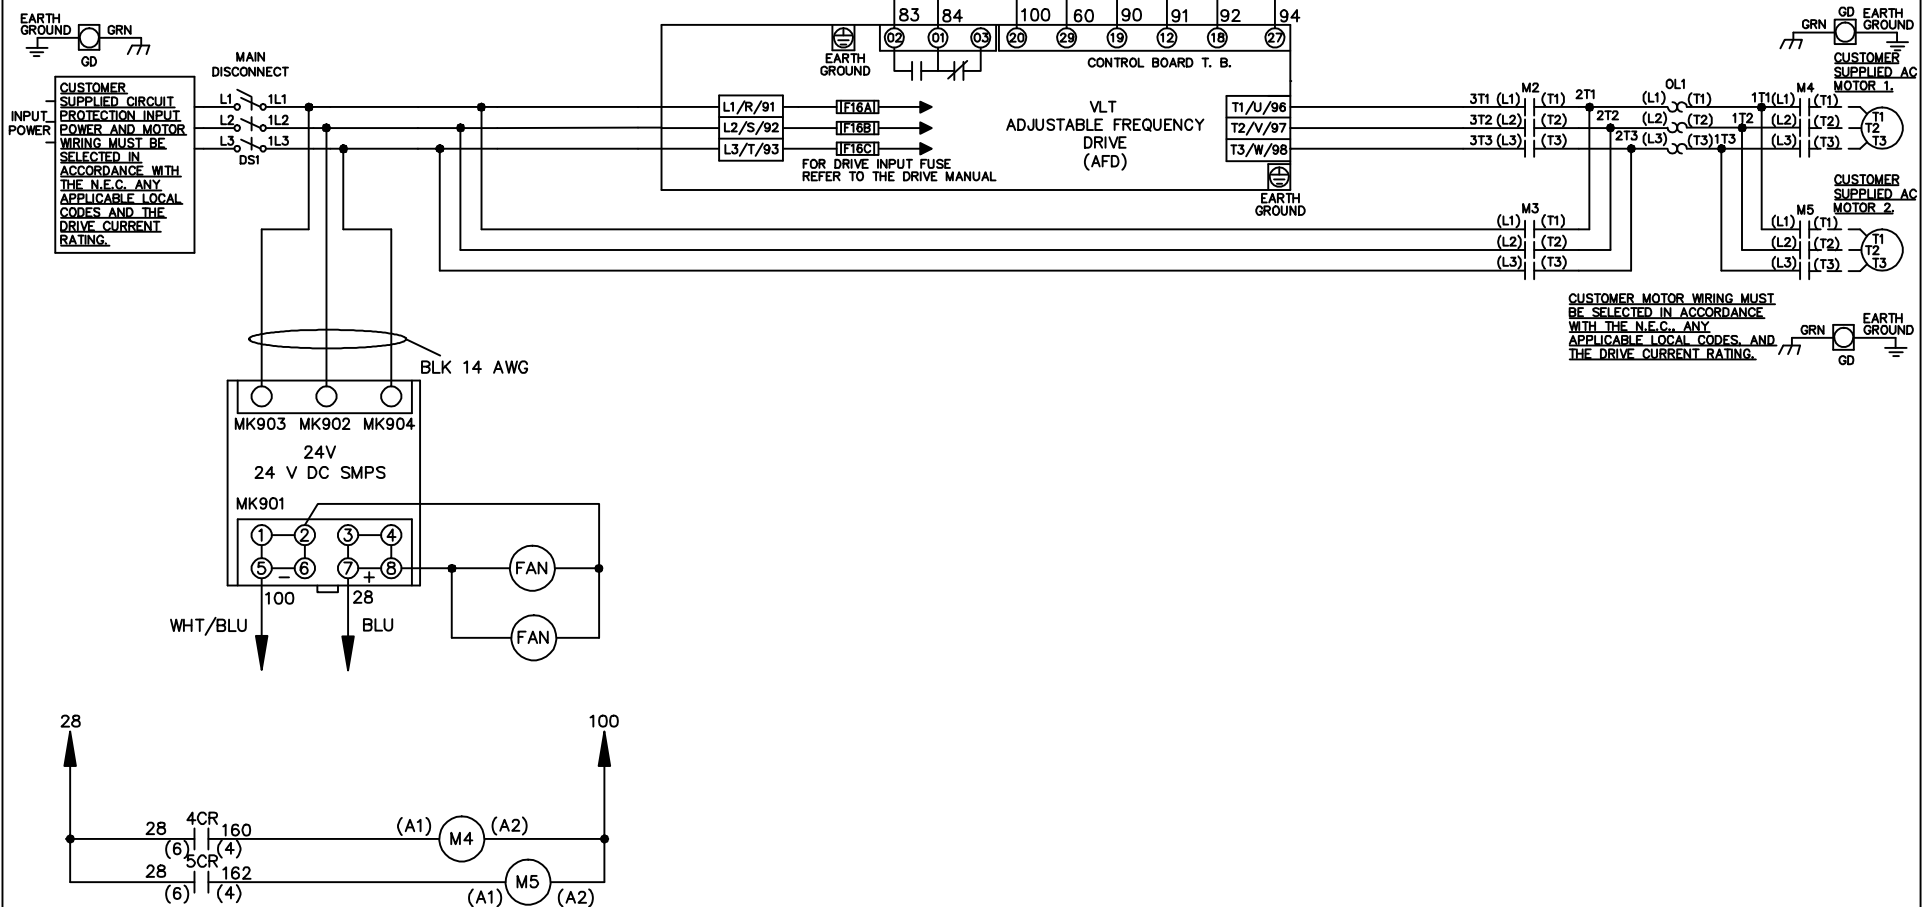 EARTH
GROUND
GRN
GD
83 84 100 60 90 91 92 94
02 01 03 20 29 19 12 18 27
EARTH
GROUND
CONTROL BOARD T. B.
GD EARTH
GRN GROUND
MAIN
DISCONNECT
INPUT
POWER
CUSTOMER
SUPPLIED CIRCUIT
PROTECTION INPUT
POWER AND MOTOR
WIRING MUST BE
SELECTED IN
ACCORDANCE WITH
THE N.E.C. ANY
APPLICABLE LOCAL
CODES AND THE
DRIVE CURRENT
RATING.
L1 1L1
L2 1L2
L3 1L3
DS1
L1/R/91 IF16A
L2/S/92 IF16B
L3/T/93 IF16C
FOR DRIVE INPUT FUSE
REFER TO THE DRIVE MANUAL
VLT
ADJUSTABLE FREQUENCY
DRIVE
(AFD)
T1/U/96
T2/V/97
T3/W/98
EARTH
GROUND
M2
3T1 (L1) (T1) 2T1
3T2 (L2) (T2) 2T2
3T3 (L3) (T3) 2T3
OL1
(L1) (T1) 1T1
(L2) (T2) 1T2
(L3) (T3) 1T3
M4
(L1) (T1)
(L2) (T2)
(L3) (T3)
CUSTOMER
SUPPLIED AC
MOTOR 1.
T1
T2
T3
M3
(L1) (T1)
(L2) (T2)
(L3) (T3)
M5
(L1) (T1)
(L2) (T2)
(L3) (T3)
CUSTOMER
SUPPLIED AC
MOTOR 2.
T1
T2
T3
CUSTOMER MOTOR WIRING MUST
BE SELECTED IN ACCORDANCE
WITH THE N.E.C., ANY
APPLICABLE LOCAL CODES, AND
THE DRIVE CURRENT RATING.
GRN EARTH
GROUND
GD
BLK 14 AWG
MK903 MK902 MK904
24V
24 V DC SMPS
MK901
1 2 3 4
5 6 7 8
- +
100 28
WHT/BLU BLU
FAN
FAN
28 100
28 4CR 160 (A1) M4 (A2)
(6) (4)
28 5CR 162 (A1) M5 (A2)
(6) (4)